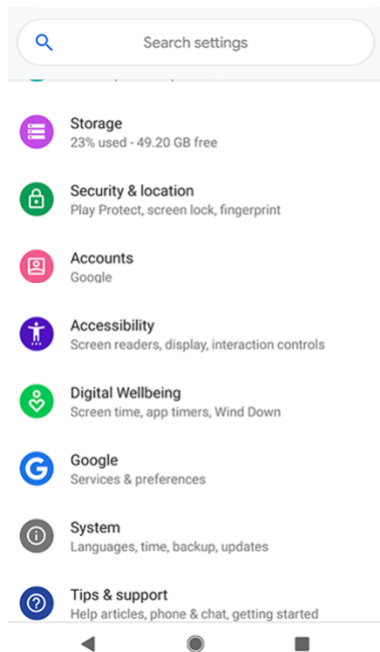 Search settings
Storage
23% used - 49.20 GB free
Security & location
Play Protect, screen lock, fingerprint
Accounts
Google
Accessibility
Screen readers, display, interaction controls
Digital Wellbeing
Screen time, app timers, Wind Down
Google
Services & preferences
System
Languages, time, backup, updates
Tips & support
Help articles, phone & chat, getting started